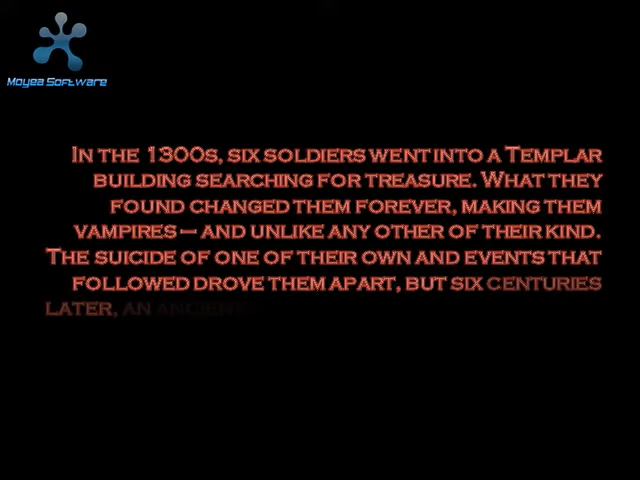 Moyea Software
In the 1300s, six soldiers went into a Templar
building searching for treasure. What they
found changed them forever, making them
vampires – and unlike any other of their kind.
The suicide of one of their own and events that
followed drove them apart, but six centuries
later, an ancient